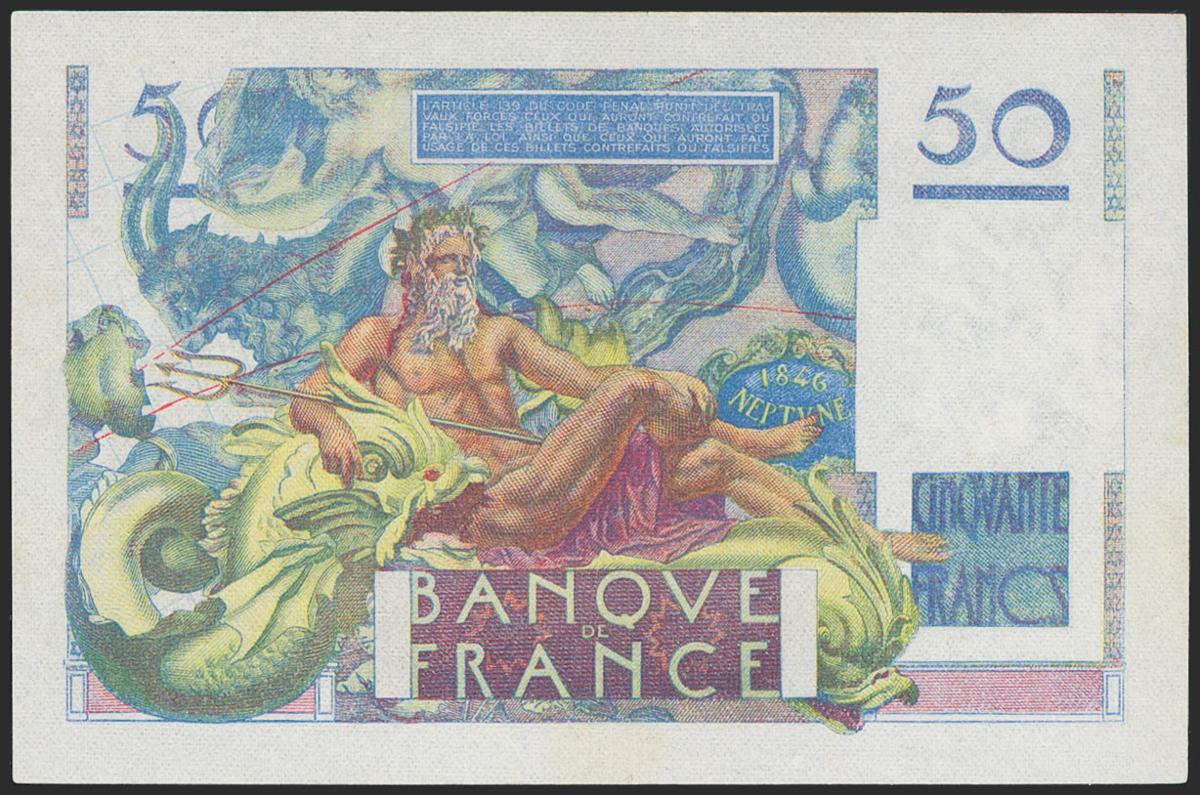 50
L'ARTICLE 139 DU CODE PENAL PUNIT DES TRA-
VAUX FORCES CEUX QUI AURONT CONTREFAIT OU
FALSIFIE LES BILLETS DE BANQUES AUTORISEES
PAR LA LOI, AINSI QUE CEUX QUI AURONT FAIT
USAGE DE CES BILLETS CONTREFAITS OU FALSIFIES
50
1846
NEPTVNE
CINQVANTE
FRANCS
BANQVE
DE
FRANCE